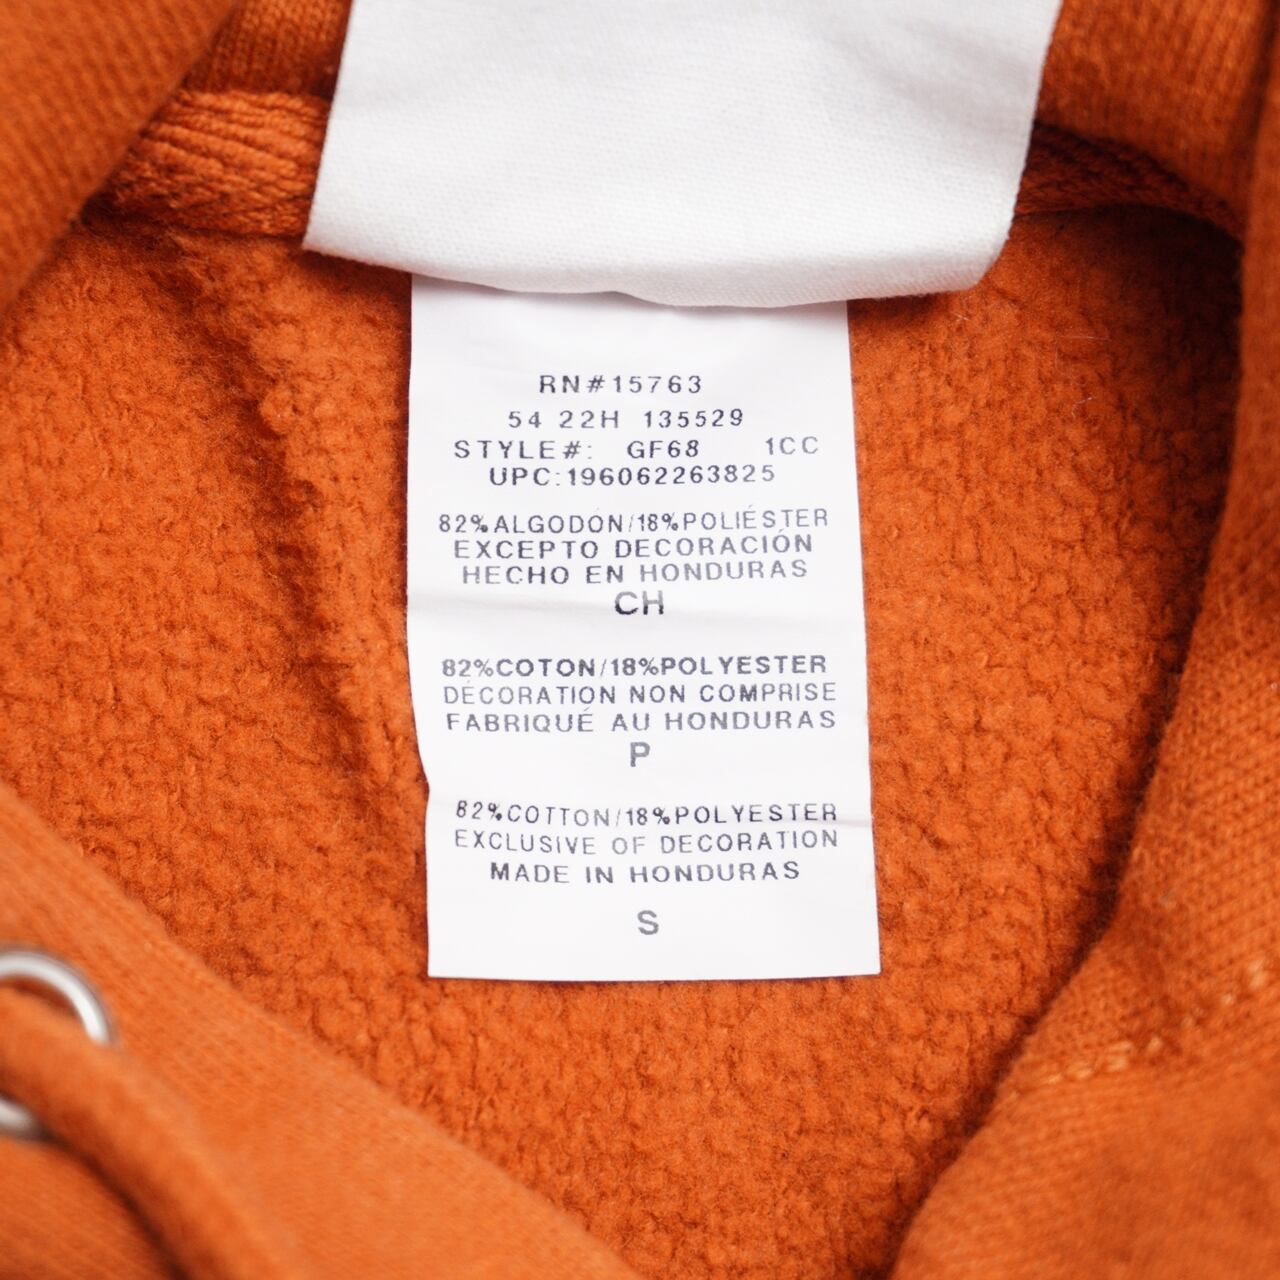 RN#15763
54 22H 135529
STYLE#: GF68 1CC
UPC:196062263825
82%ALGODÓN/18%POLIÉSTER
EXCEPTO DECORACIÓN
HECHO EN HONDURAS
CH
82%COTON/18%POLYESTER
DÉCORATION NON COMPRISE
FABRIQUÉ AU HONDURAS
P
82%COTTON/18%POLYESTER
EXCLUSIVE OF DECORATION
MADE IN HONDURAS
S